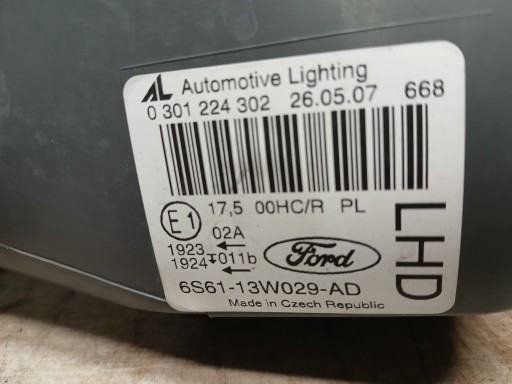 AL Automotive Lighting
0 301 224 302 26.05.07 668
E1 17,5 00HC/R PL
02A
1923
1924 011b
Ford
6S61-13W029-AD
Made in Czech Republic
LHD